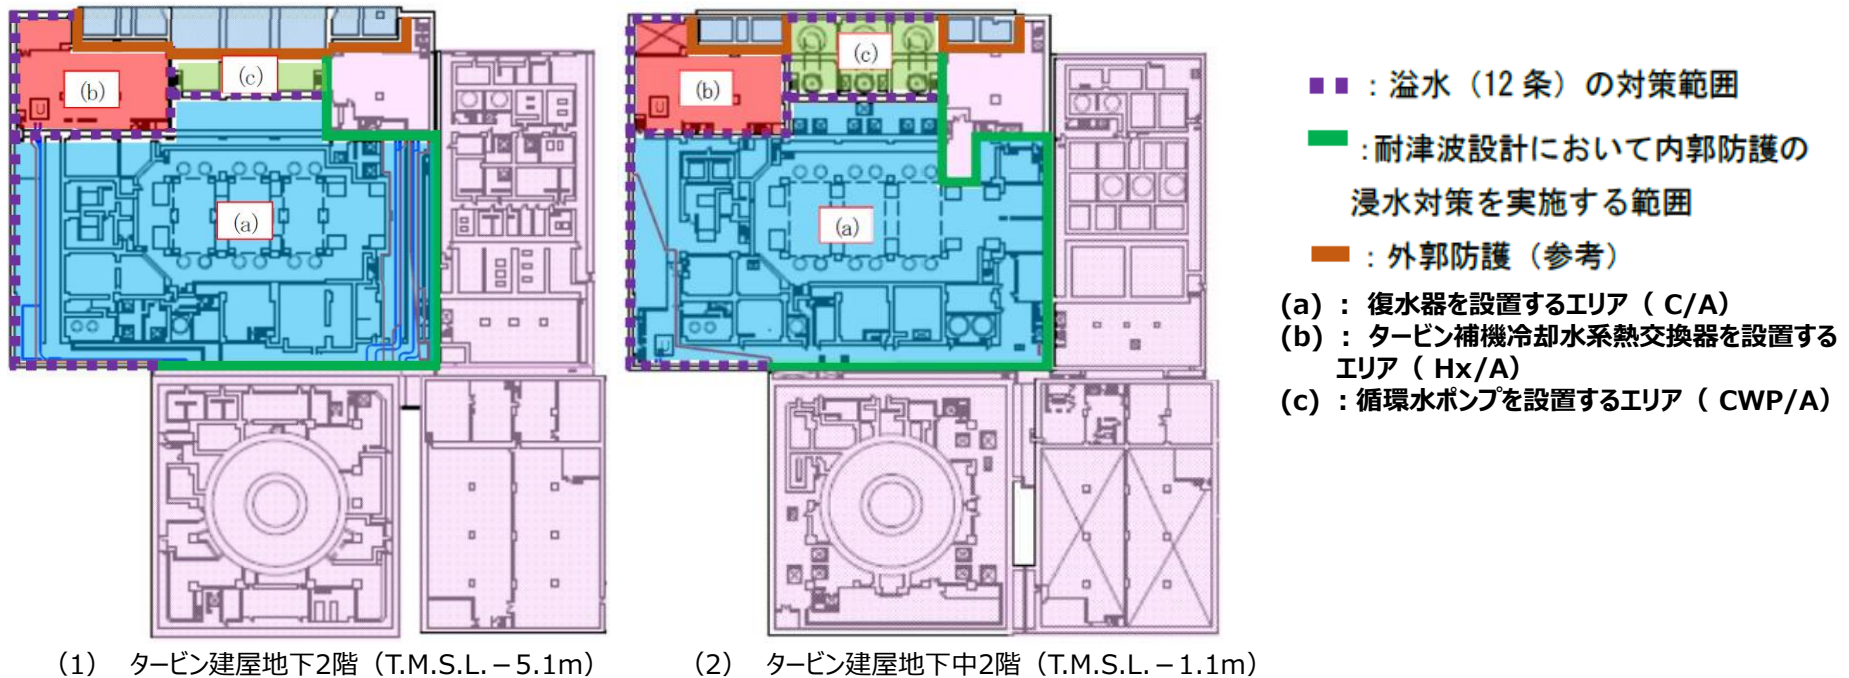 (b)
(c)
(a)
(b)
(c)
(a)
：溢水（12 条）の対策範囲
：耐津波設計において内郭防護の
浸水対策を実施する範囲
：外郭防護（参考）
(a) ： 復水器を設置するエリア（ C/A）
(b) ： タービン補機冷却水系熱交換器を設置する
エリア（ Hx/A）
(c) ：循環水ポンプを設置するエリア（ CWP/A）
（1） タービン建屋地下2階（T.M.S.L.－5.1m）
（2） タービン建屋地下中2階（T.M.S.L.－1.1m）